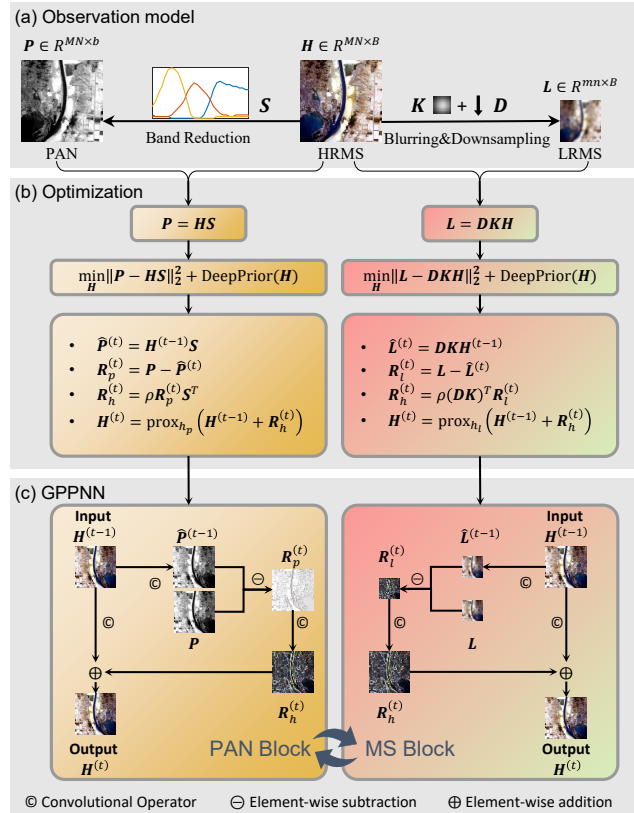 (a) Observation model
P ∈ R^{MN×b}
H ∈ R^{MN×B}
L ∈ R^{mn×B}
S
K + ↓ D
Band Reduction
Blurring&Downsampling
PAN
HRMS
LRMS
(b) Optimization
P = HS
L = DKH
min_H ‖P − HS‖₂² + DeepPrior(H)
min_H ‖L − DKH‖₂² + DeepPrior(H)
• P̂^{(t)} = H^{(t−1)}S
• R_p^{(t)} = P − P̂^{(t)}
• R_h^{(t)} = ρR_p^{(t)}S^T
• H^{(t)} = prox_{h_p}(H^{(t−1)} + R_h^{(t)})
• L̂^{(t)} = DKH^{(t−1)}
• R_l^{(t)} = L − L̂^{(t)}
• R_h^{(t)} = ρ(DK)^T R_l^{(t)}
• H^{(t)} = prox_{h_l}(H^{(t−1)} + R_h^{(t)})
(c) GPPNN
Input
H^{(t−1)}
P̂^{(t−1)}
R_p^{(t)}
©
⊖
©
©
P
⊕
R_h^{(t)}
Output
H^{(t)}
PAN Block
Input
H^{(t−1)}
L̂^{(t−1)}
R_l^{(t)}
⊖
©
©
©
L
⊕
R_h^{(t)}
Output
H^{(t)}
MS Block
© Convolutional Operator
⊖ Element-wise subtraction
⊕ Element-wise addition